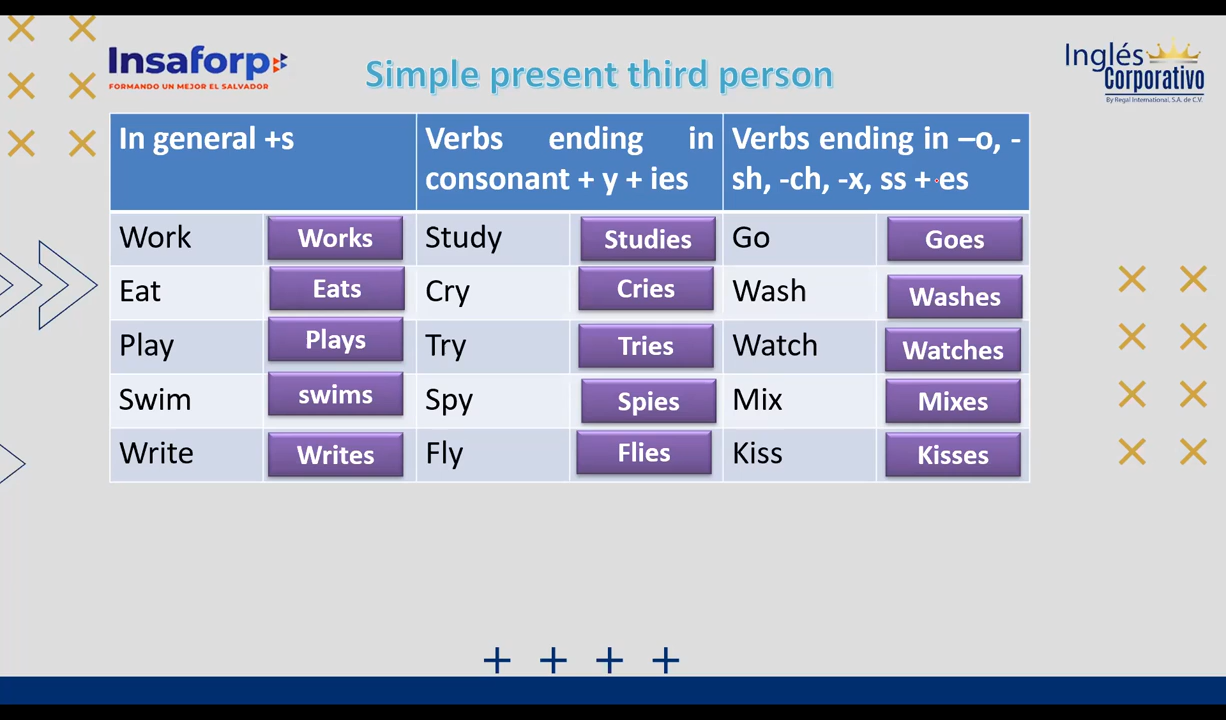 Insaforp
FORMANDO UN MEJOR EL SALVADOR
Simple present third person
Inglés
Corporativo
By Regal International, S.A. de C.V.
In general +s
Verbs ending in
consonant + y + ies
Verbs ending in –o, -
sh, -ch, -x, ss + es
Work Works Study Studies Go Goes
Eat Eats Cry Cries Wash Washes
Play Plays Try Tries Watch Watches
Swim swims Spy Spies Mix Mixes
Write Writes Fly Flies Kiss Kisses